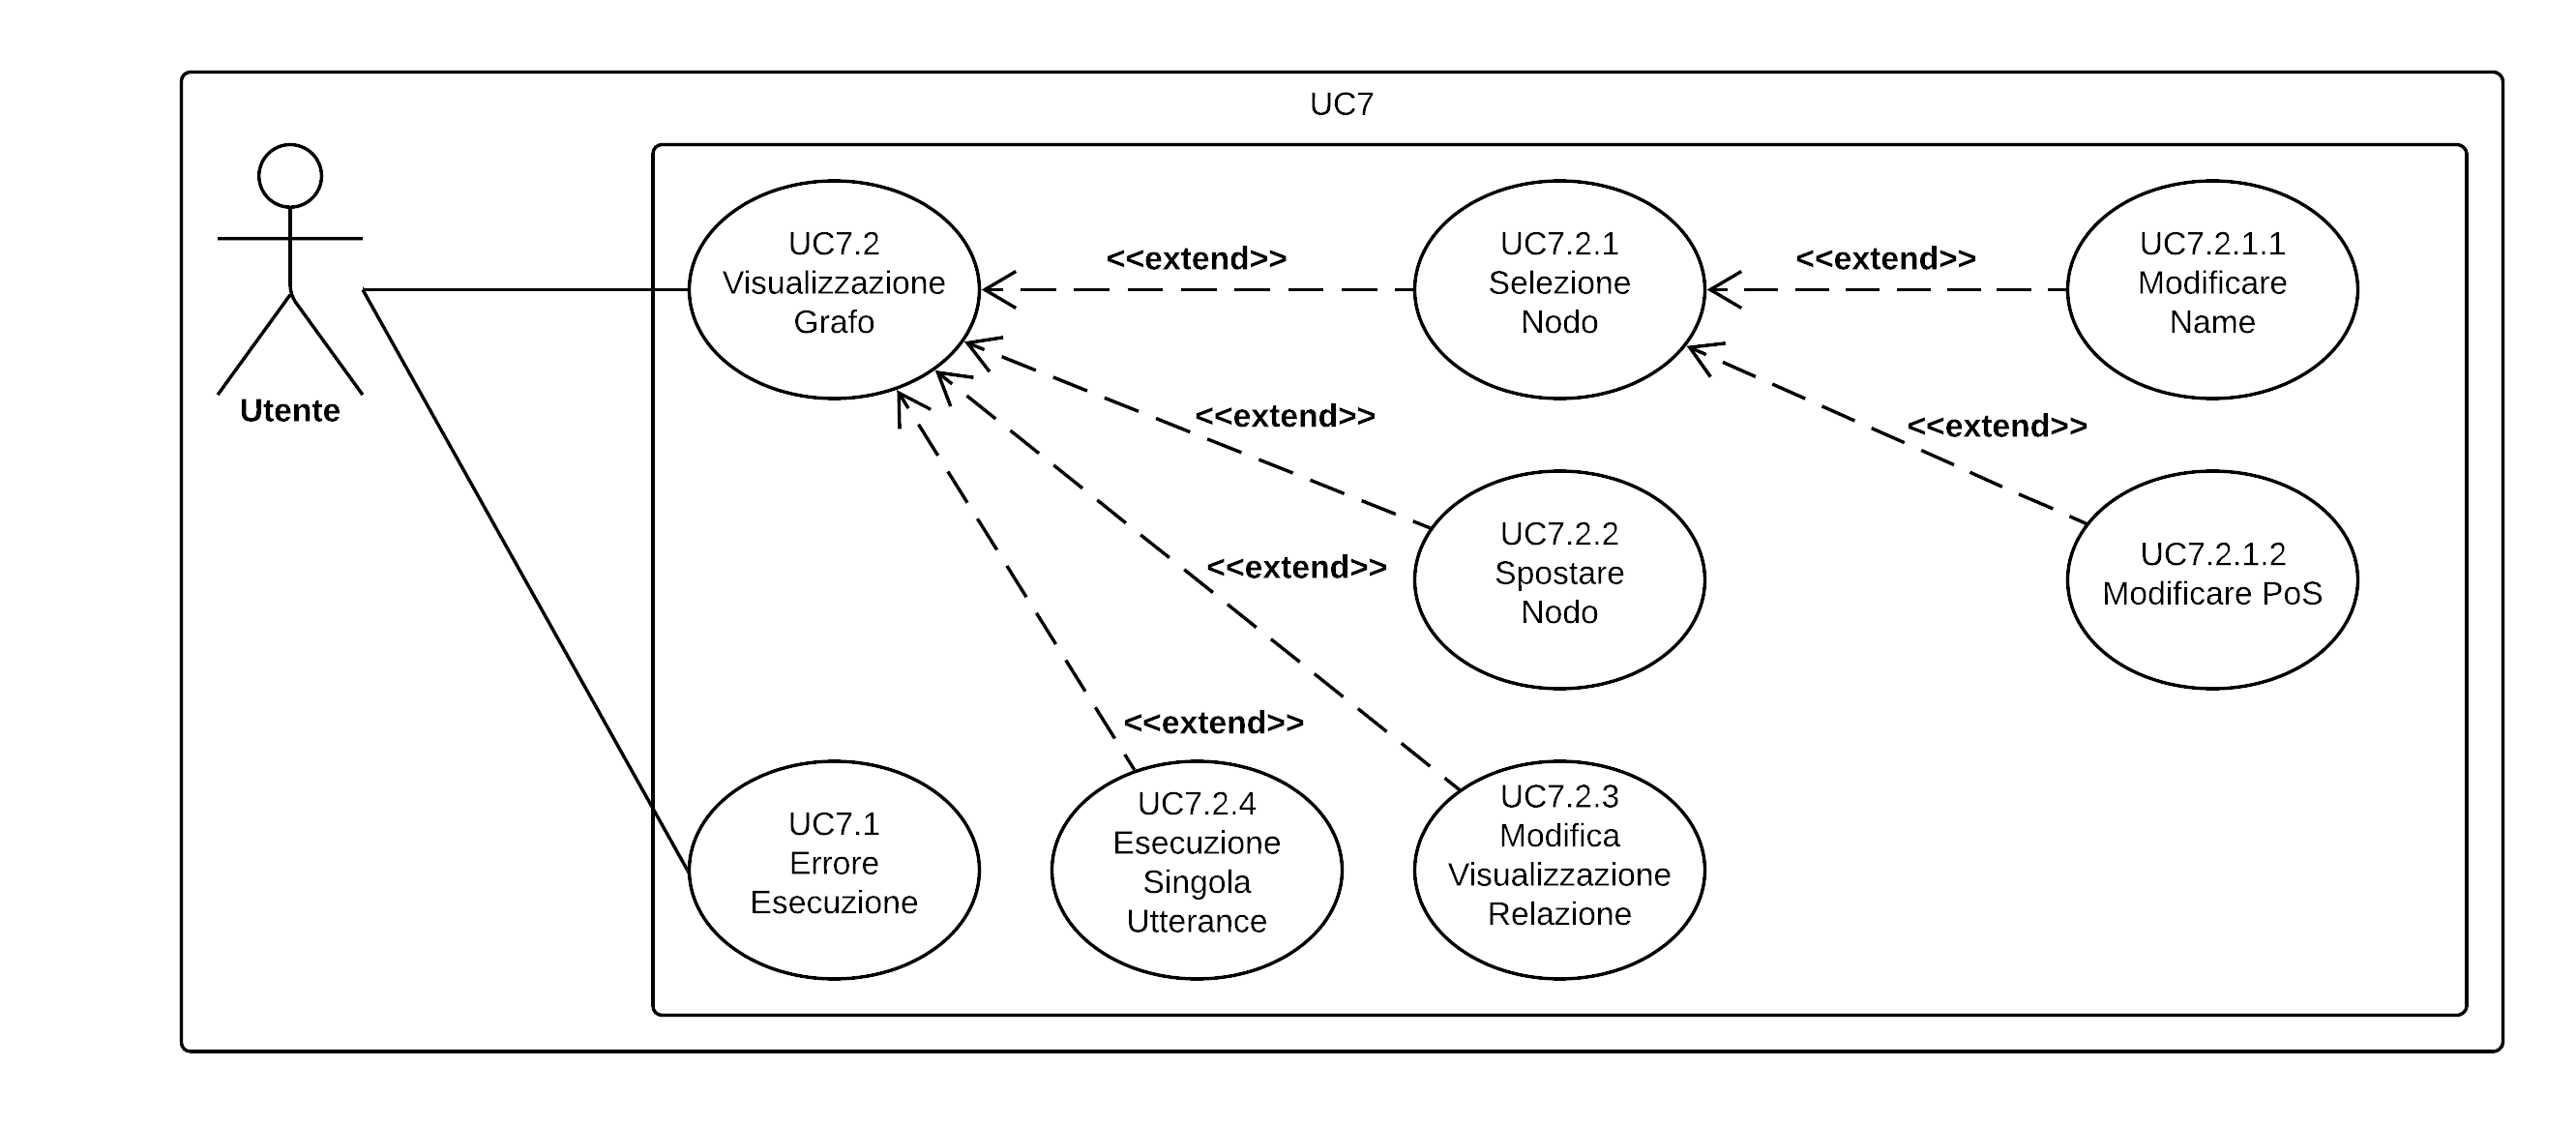 UC7
UC7.2
Visualizzazione
Grafo
<<extend>>
UC7.2.1
Selezione
Nodo
<<extend>>
UC7.2.1.1
Modificare
Name
Utente
<<extend>>
<<extend>>
UC7.2.2
Spostare
Nodo
UC7.2.1.2
Modificare PoS
<<extend>>
<<extend>>
UC7.1
Errore
Esecuzione
UC7.2.4
Esecuzione
Singola
Utterance
UC7.2.3
Modifica
Visualizzazione
Relazione